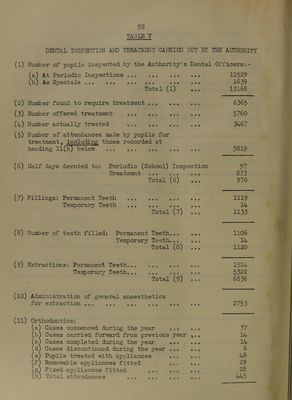 52
TABLE V
DENTAL INSPECTION AND TREATMENT CARRIED OUT BY THE AUTHORITY
(1) Number of pupils inspected by the Authority's Dental Officers:-
(a) At Periodic Inspections ... ... ... ... 11529
(b) As Specials ... ... ... ... ... ... 1639
Total (1) ... 13168
(2) Number found to require treatment ... ... ... 6365
(3) Number offered treatment ... ... ... ... 5760
(4) Number actually treated ... ... ... ... 3467
(5) Number of attendances made by pupils for
treatment, including those recorded at
heading 11(h) below ... ... ... ... ... 5819
(6) Half days devoted to: Periodic (School) Inspection 97
Treatment ... ... ... ... 873
Total (6) ... 970
(7) Fillings: Permanent Teeth ... ... ... ... 1119
Temporary Teeth ... ... ... ... 14
Total (7) ... 1133
(8) Number of teeth filled: Permanent Teeth... ... 1106
Temporary Teeth... ... 14
Total (8) ... 1120
(9) Extractions: Permanent Teeth... ... ... ... 1514
Temporary Teeth... ... ... ... 5322
Total (9) ... 6836
(10) Administration of general anaesthetics
for extraction ... ... ... ... ... ... 2753
(11) Orthodontics:
(a) Cases commenced during the year ... ... 37
(b) Cases carried forward from previous year ... 14
(c) Cases completed during the year ... ... 14
(d) Cases discontinued during the year ... ... 6
(e) Pupils treated with appliances ... ... 48
(f) Removable appliances fitted ... ... 29
(g) Fixed appliances fitted ... ... ... 28
(h) Total attendances ... ... ... ... 445